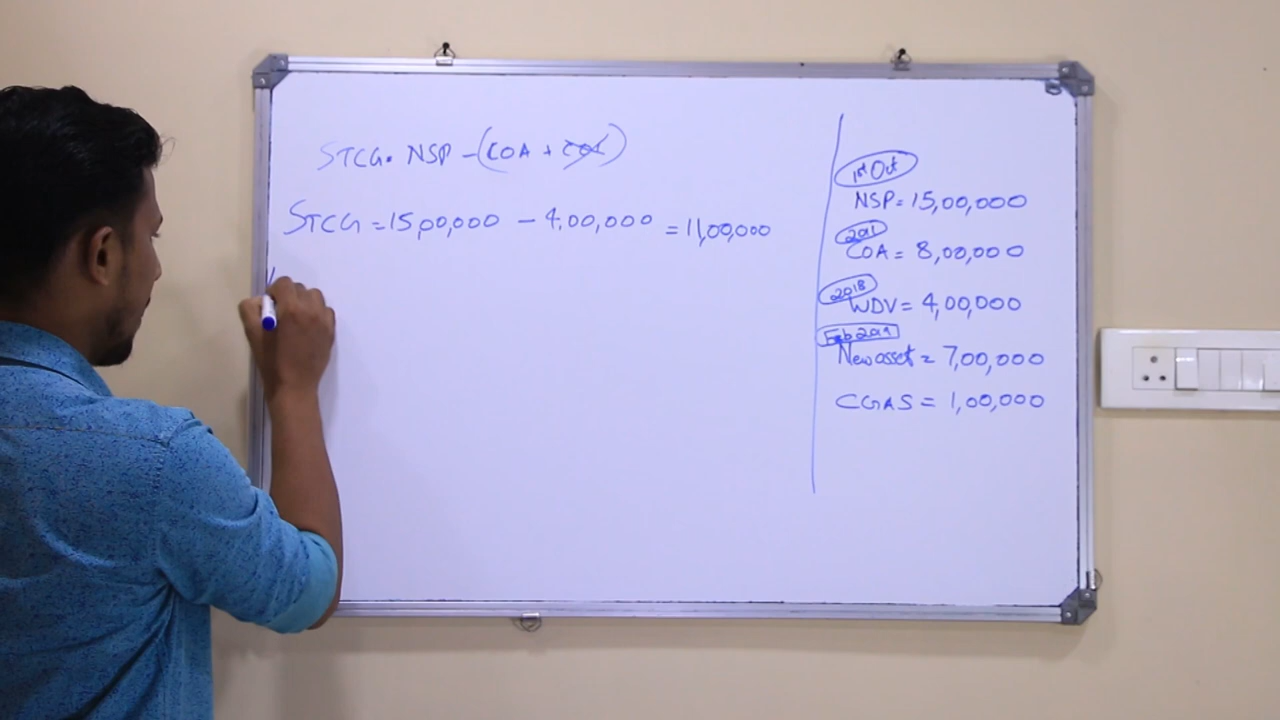 STCG = NSP - (COA + COI)
STCG = 15,00,000 - 4,00,000 = 11,00,000
1st Oct
NSP = 15,00,000
2011
COA = 8,00,000
2018
WDV = 4,00,000
Feb 2019
New asset = 7,00,000
CGAS = 1,00,000